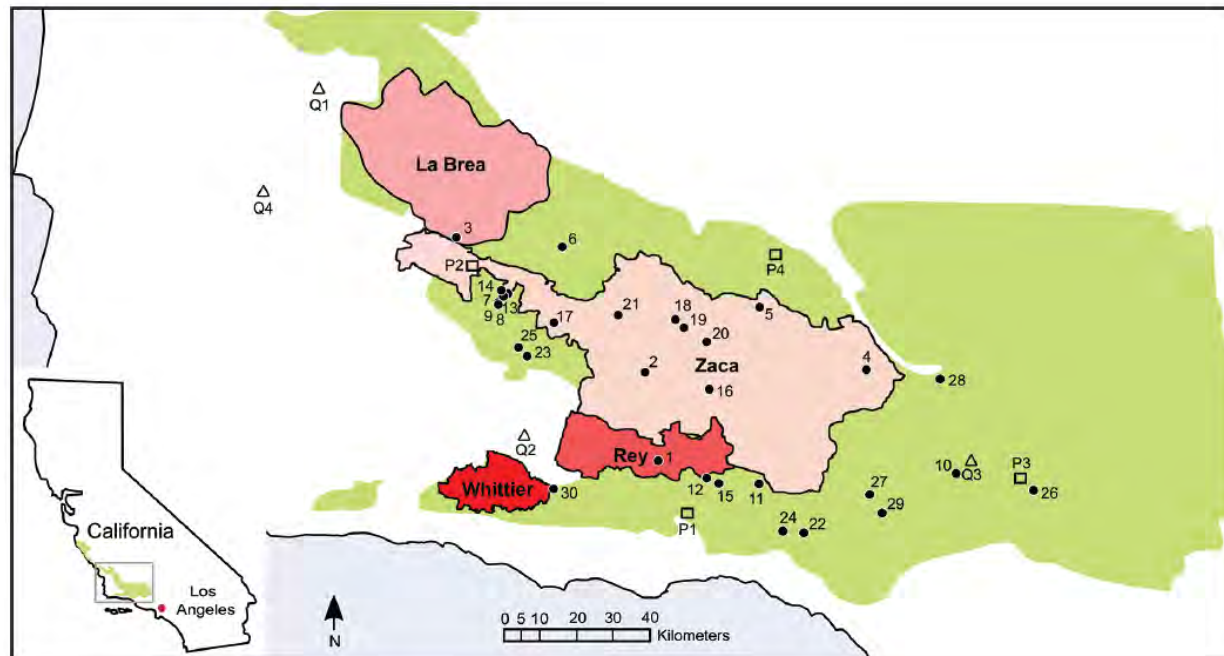 Q1
La Brea
Q4
3
6
P2
P4
14
7
13
9
8
21
18
19
5
17
20
25
23
2
Zaca
4
16
28
Q2
Rey
1
Whittier
30
12
15
11
10
Q3
P3
27
26
29
P1
24
22
California
Los
Angeles
N
0 5 10 20 30 40
Kilometers